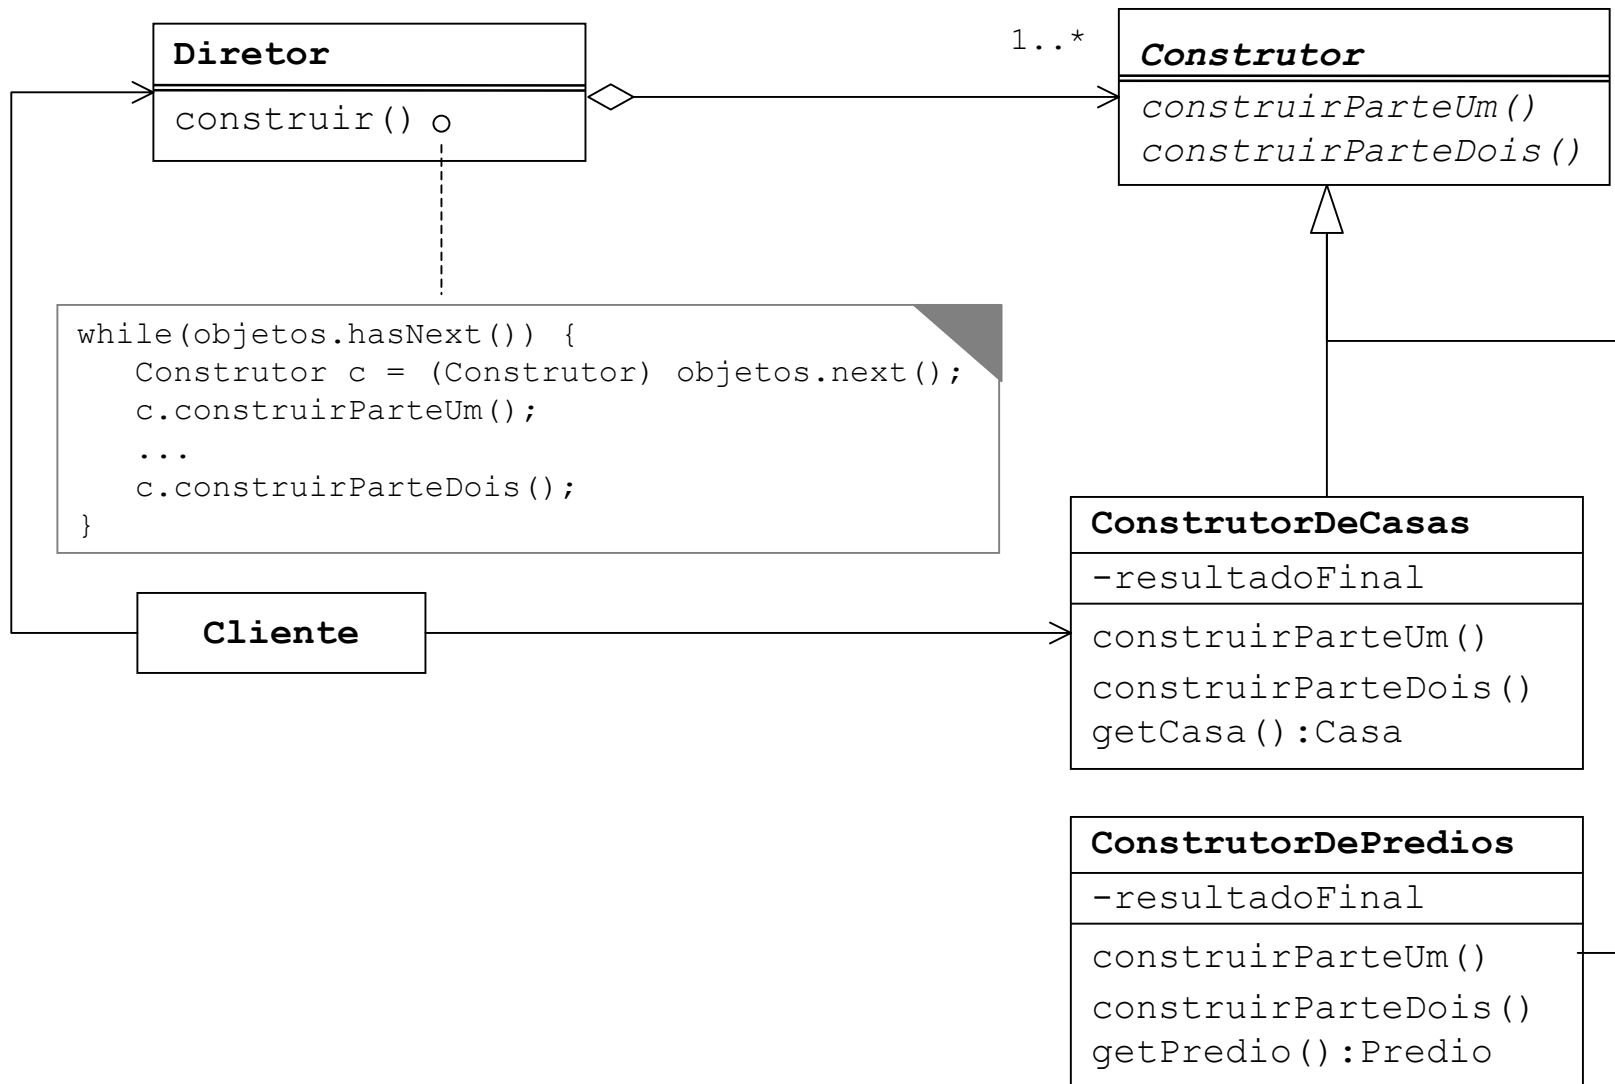 Diretor
construir()
1..*
Construtor
construirParteUm()
construirParteDois()
while(objetos.hasNext()) {
   Construtor c = (Construtor) objetos.next();
   c.construirParteUm();
   ...
   c.construirParteDois();
}
Cliente
ConstrutorDeCasas
-resultadoFinal
construirParteUm()
construirParteDois()
getCasa():Casa
ConstrutorDePredios
-resultadoFinal
construirParteUm()
construirParteDois()
getPredio():Predio